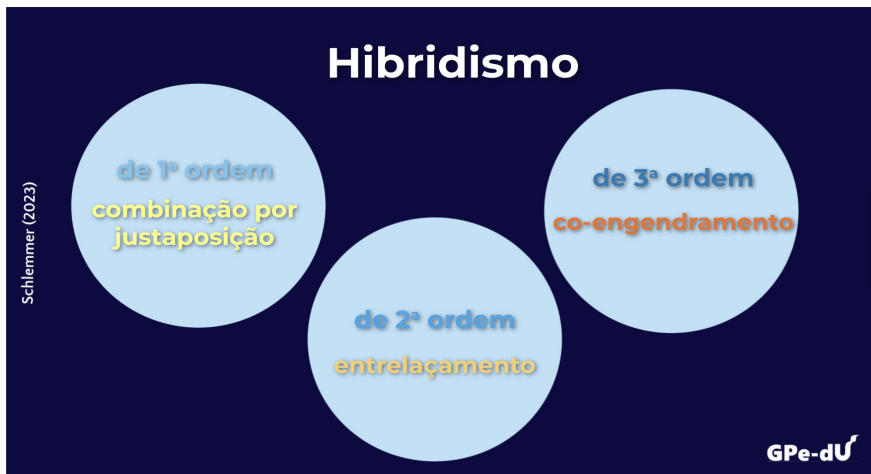 Hibridismo
de 1ª ordem
combinação por
justaposição
de 2ª ordem
entrelaçamento
de 3ª ordem
co-engendramento
Schlemmer (2023)
GPe-dU